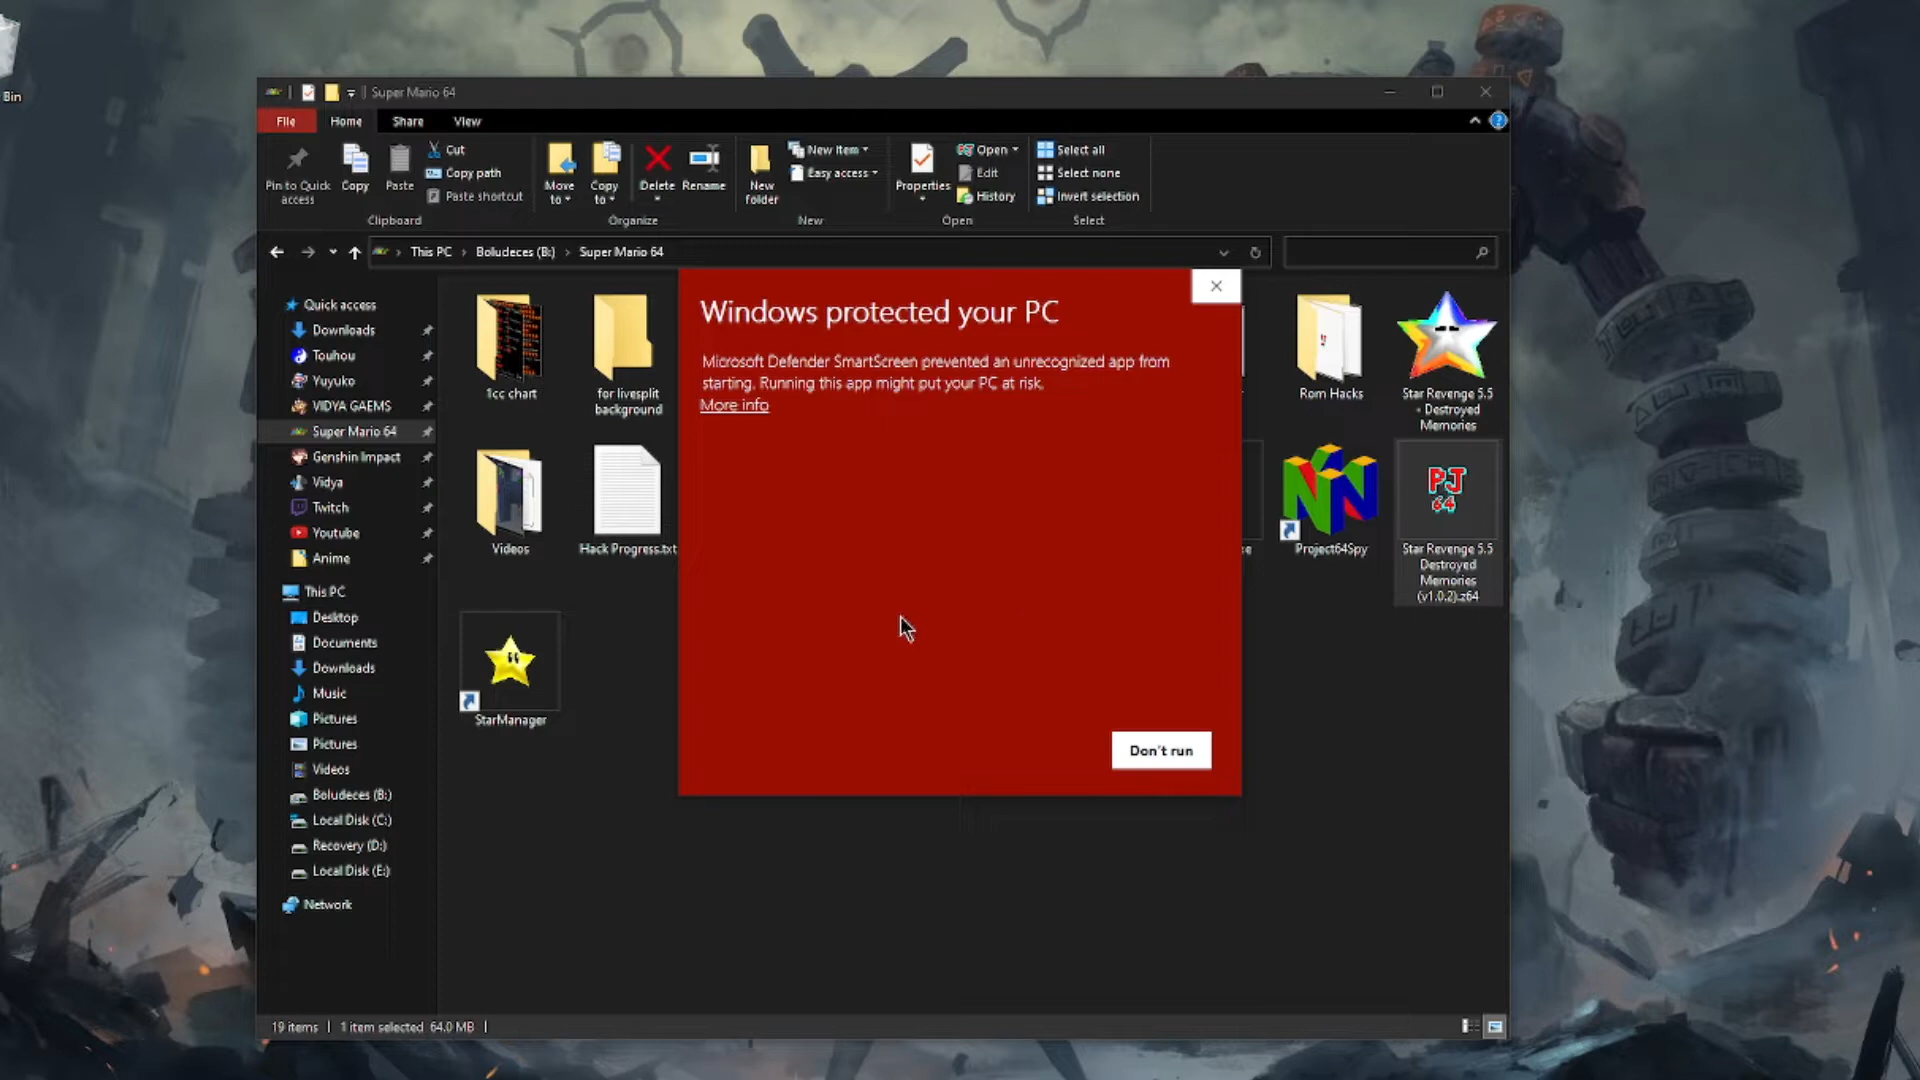 Bin
Super Mario 64
File
Home
Share
View
Pin to Quick
access
Copy
Paste
Cut
Copy path
Paste shortcut
Clipboard
Move
to
Copy
to
Delete
Rename
Organize
New
folder
New item
Easy access
New
Properties
Open
Edit
History
Open
Select all
Select none
Invert selection
Select
This PC
Boludeces (B:)
Super Mario 64
Quick access
Downloads
Touhou
Yuyuko
VIDYA GAEMS
Super Mario 64
Genshin Impact
Vidya
Twitch
Youtube
Anime
This PC
Desktop
Documents
Downloads
Music
Pictures
Pictures
Videos
Boludeces (B:)
Local Disk (C:)
Recovery (D:)
Local Disk (E:)
Network
1cc chart
for livesplit
background
Rom Hacks
Star Revenge 5.5
- Destroyed
Memories
Videos
Hack Progress.txt
Project64Spy
PJ
64
Star Revenge 5.5
Destroyed
Memories
(v1.0.2).z64
StarManager
Windows protected your PC
Microsoft Defender SmartScreen prevented an unrecognized app from
starting. Running this app might put your PC at risk.
More info
Don't run
19 items
1 item selected 64.0 MB